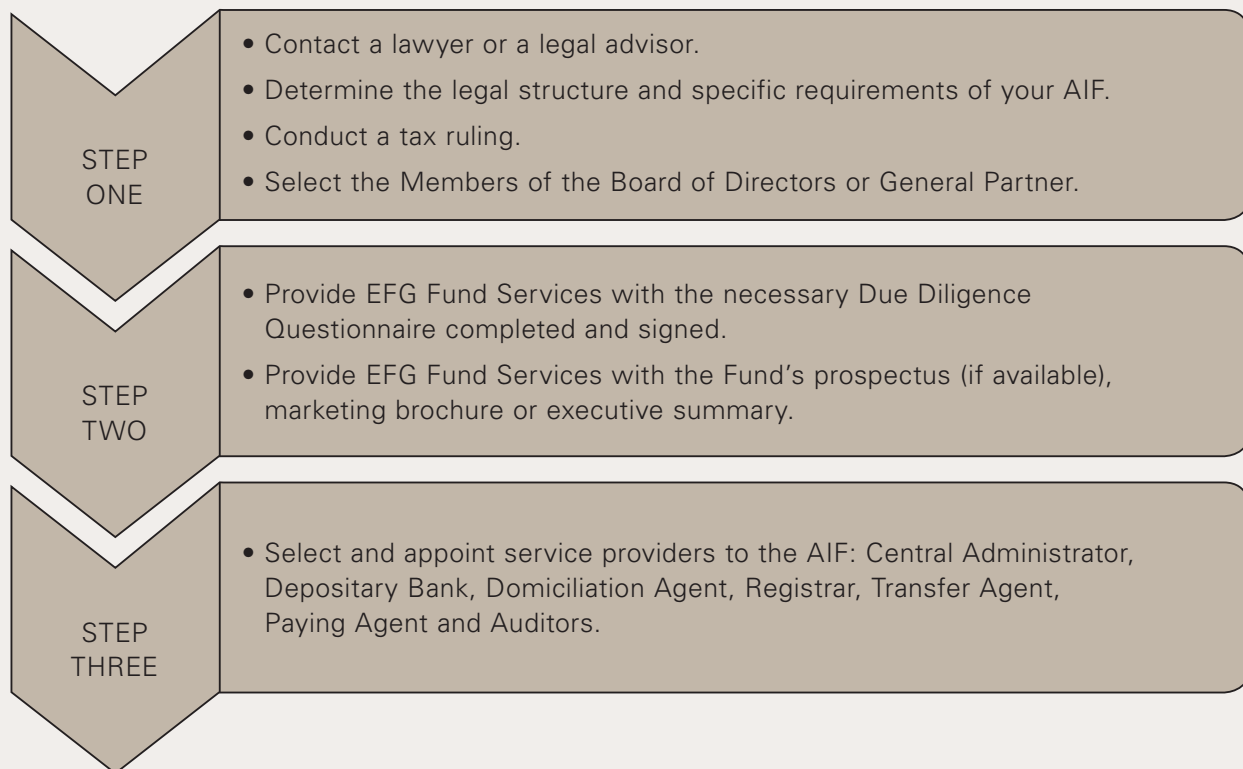 STEP
ONE
• Contact a lawyer or a legal advisor.
• Determine the legal structure and specific requirements of your AIF.
• Conduct a tax ruling.
• Select the Members of the Board of Directors or General Partner.
STEP
TWO
• Provide EFG Fund Services with the necessary Due Diligence
Questionnaire completed and signed.
• Provide EFG Fund Services with the Fund’s prospectus (if available),
marketing brochure or executive summary.
STEP
THREE
• Select and appoint service providers to the AIF: Central Administrator,
Depositary Bank, Domiciliation Agent, Registrar, Transfer Agent,
Paying Agent and Auditors.